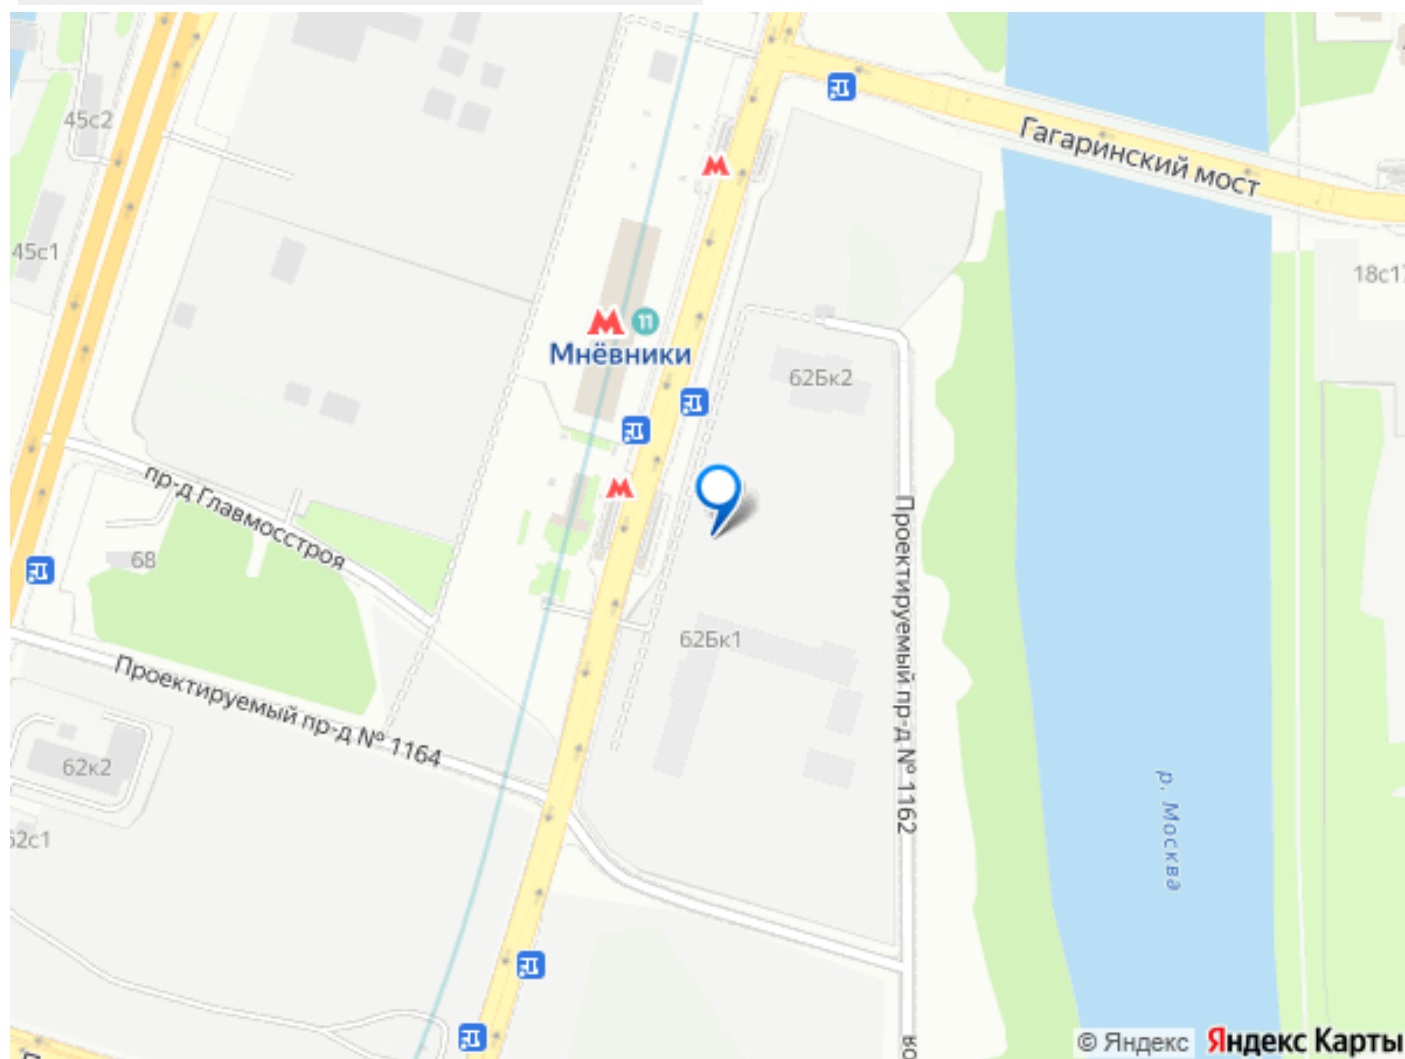 45с2
Гагаринский мост
45с1
18с17
11
Мнёвники
62Бк2
пр-д Главмосстроя
68
Проектируемый пр-д № 1162
62Бк1
Проектируемый пр-д № 1164
62к2
62с1
р. Москва
© Яндекс Яндекс Карты